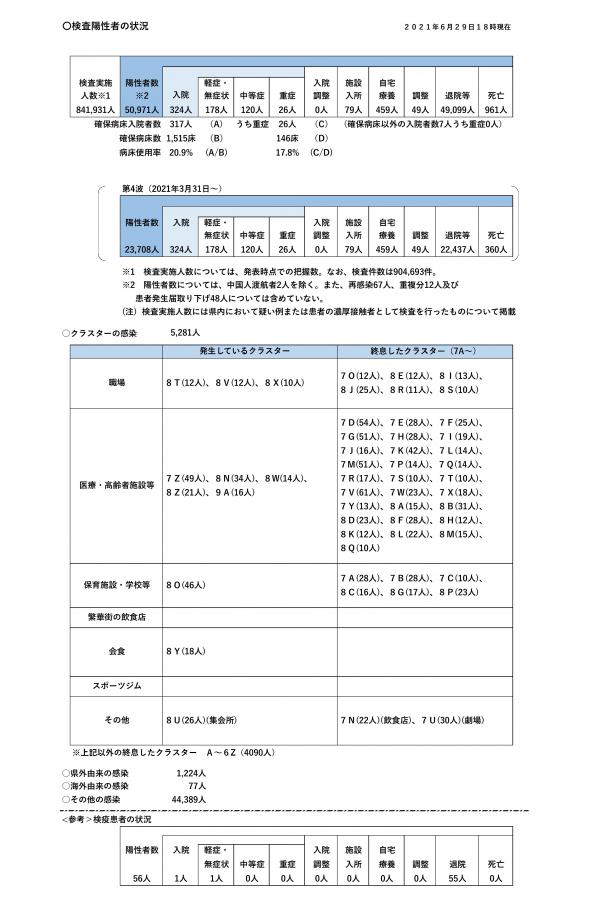 〇検査陽性者の状況 2021年6月29日18時現在
検査実施人数※1 陽性者数※2 入院 軽症・無症状 中等症 重症 入院調整 施設入所 自宅療養 調整 退院等 死亡
841,931人 50,971人 324人 178人 120人 26人 0人 79人 459人 49人 49,099人 961人
確保病床入院者数 317人 (A) うち重症 26人 (C) (確保病床以外の入院者数7人うち重症0人)
確保病床数 1,515床 (B) 146床 (D)
病床使用率 20.9% (A/B) 17.8% (C/D)
第4波(2021年3月31日~)
陽性者数 入院 軽症・無症状 中等症 重症 入院調整 施設入所 自宅療養 調整 退院等 死亡
23,708人 324人 178人 120人 26人 0人 79人 459人 49人 22,437人 360人
※1 検査実施人数については、発表時点での把握数。なお、検査件数は904,693件。
※2 陽性者数については、中国人渡航者2人を除く。また、再感染67人、重複分12人及び
患者発生届取り下げ48人については含めていない。
(注) 検査実施人数には県内において疑い例または患者の濃厚接触者として検査を行ったものについて掲載
○クラスターの感染 5,281人
発生しているクラスター 終息したクラスター(7A~)
職場 8T(12人)、8V(12人)、8X(10人)
7O(12人)、8E(12人)、8I(13人)、
8J(25人)、8R(11人)、8S(10人)
医療・高齢者施設等
7Z(49人)、8N(34人)、8W(14人)、
8Z(21人)、9A(16人)
7D(54人)、7E(28人)、7F(25人)、
7G(51人)、7H(28人)、7I(19人)、
7J(16人)、7K(42人)、7L(14人)、
7M(51人)、7P(14人)、7Q(14人)、
7R(17人)、7S(10人)、7T(10人)、
7V(61人)、7W(23人)、7X(18人)、
7Y(13人)、8A(15人)、8B(31人)、
8D(23人)、8F(28人)、8H(12人)、
8K(12人)、8L(22人)、8M(15人)、
8Q(10人)
保育施設・学校等 8O(46人)
7A(28人)、7B(28人)、7C(10人)、
8C(16人)、8G(17人)、8P(23人)
繁華街の飲食店
会食 8Y(18人)
スポーツジム
その他 8U(26人)(集会所) 7N(22人)(飲食店)、7U(30人)(劇場)
※上記以外の終息したクラスター A~6Z(4090人)
○県外由来の感染 1,224人
○海外由来の感染 77人
○その他の感染 44,389人
<参考>検疫患者の状況
陽性者数 入院 軽症・無症状 中等症 重症 入院調整 施設入所 自宅療養 調整 退院 死亡
56人 1人 1人 0人 0人 0人 0人 0人 0人 55人 0人